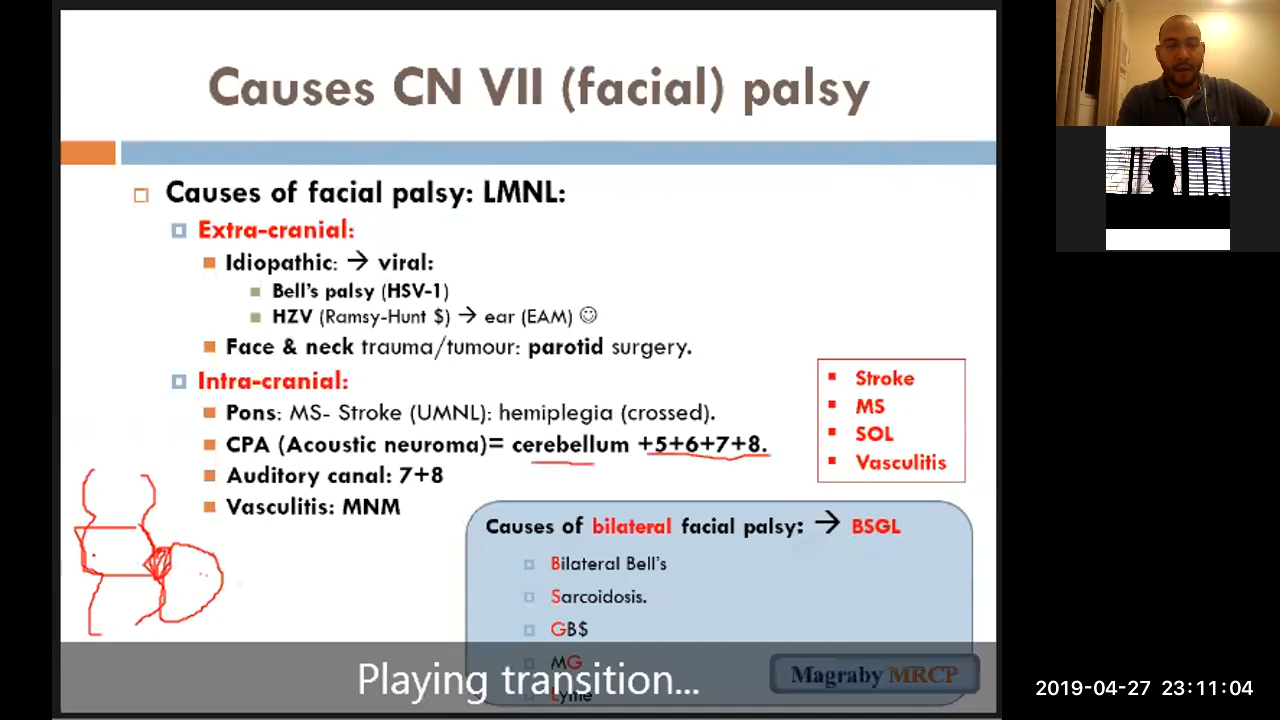 Causes CN VII (facial) palsy
Causes of facial palsy: LMNL:
Extra-cranial:
Idiopathic: → viral:
Bell's palsy (HSV-1)
HZV (Ramsy-Hunt $) → ear (EAM) ☺
Face & neck trauma/tumour: parotid surgery.
Intra-cranial:
Pons: MS- Stroke (UMNL): hemiplegia (crossed).
CPA (Acoustic neuroma)= cerebellum +5+6+7+8.
Auditory canal: 7+8
Vasculitis: MNM
Stroke
MS
SOL
Vasculitis
Causes of bilateral facial palsy: → BSGL
Bilateral Bell's
Sarcoidosis.
GB$
MG
Lyme
Playing transition...
Magraby MRCP
2019-04-27 23:11:04